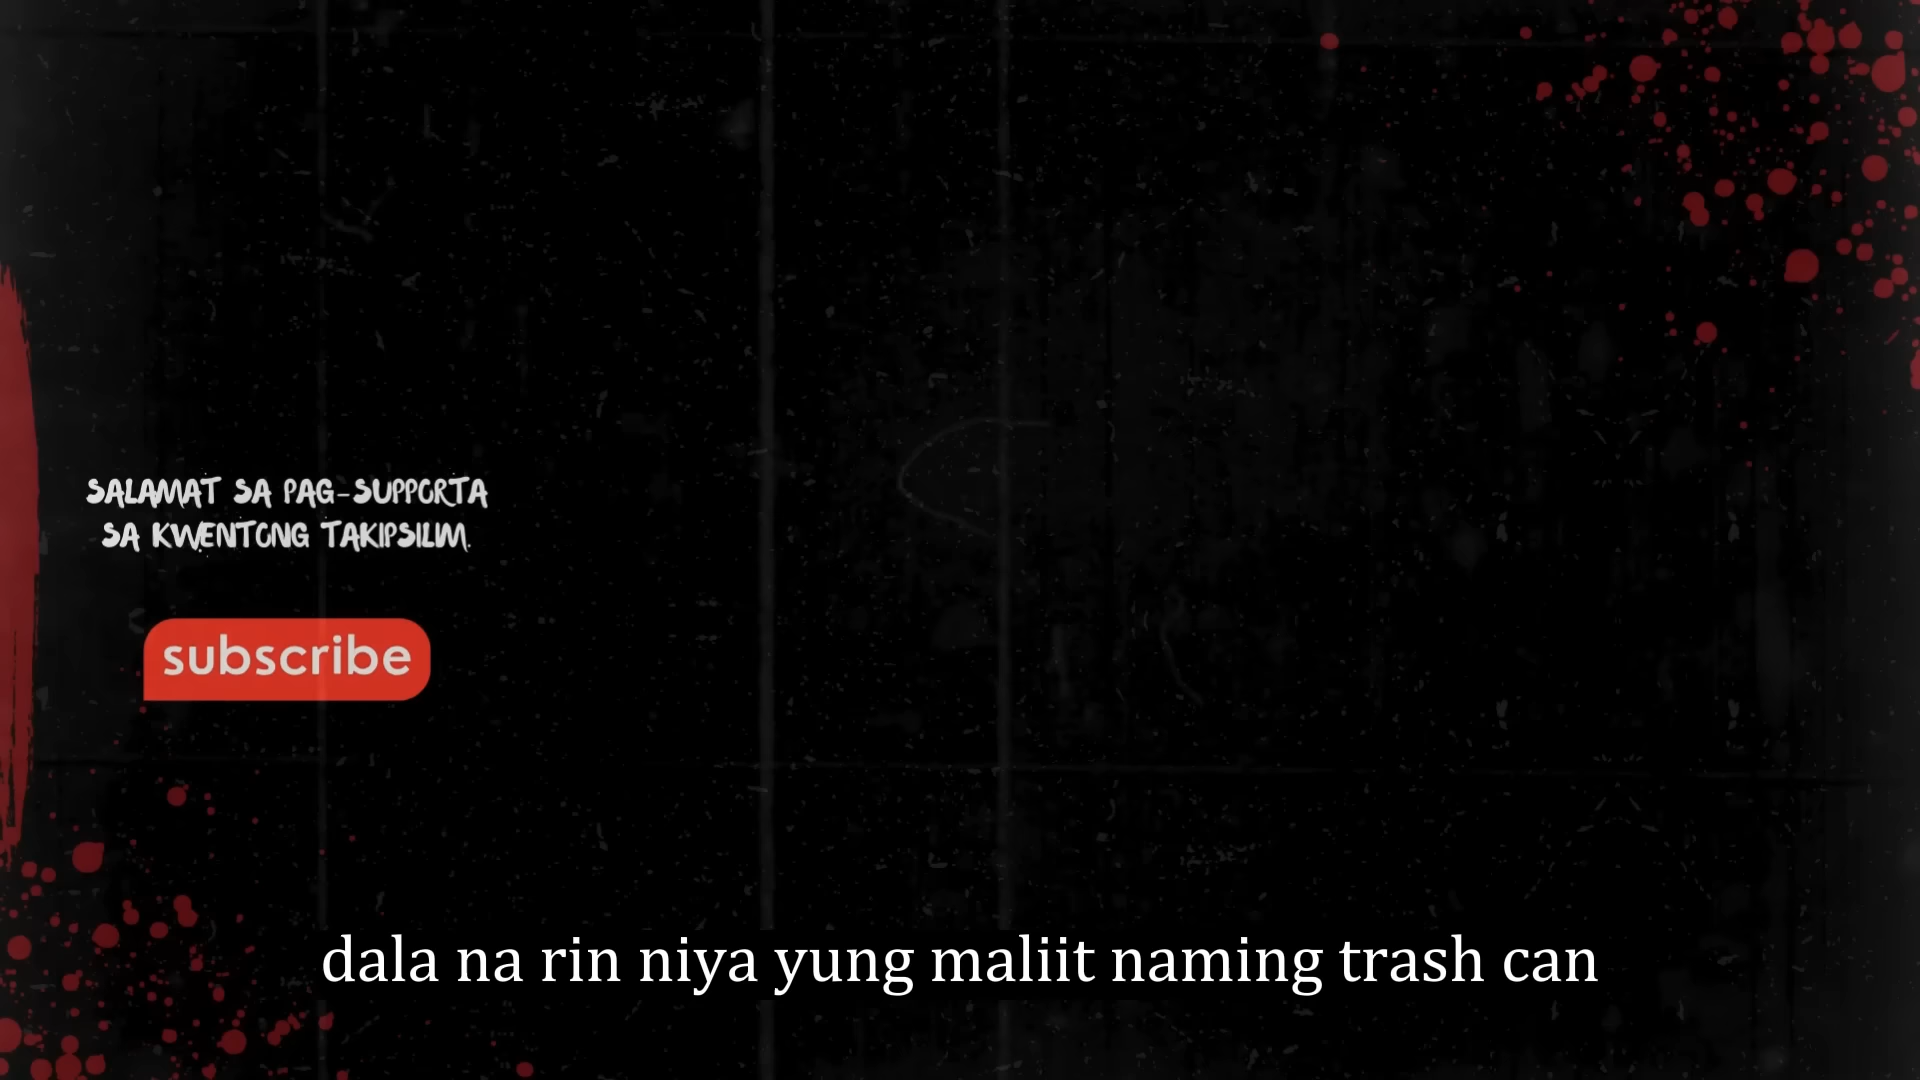 SALAMAT SA PAG-SUPPORTA
SA KWENTONG TAKIPSILIM.
subscribe
dala na rin niya yung maliit naming trash can